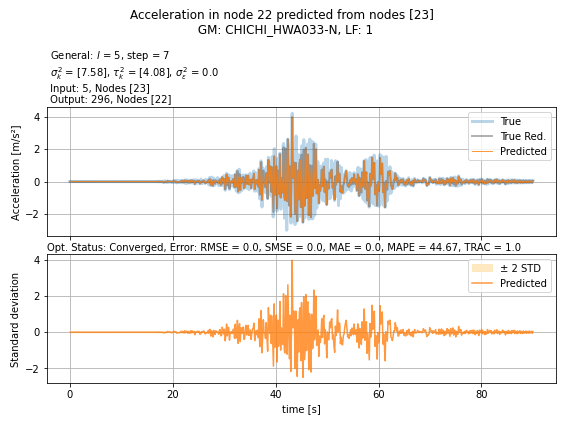 Acceleration in node 22 predicted from nodes [23]
GM: CHICHI_HWA033-N, LF: 1
General: l = 5, step = 7
σ²ₖ = [7.58], τ²ₖ = [4.08], σ²_ε = 0.0
Input: 5, Nodes [23]
Output: 296, Nodes [22]
Acceleration [m/s²]
4
2
0
−2
True
True Red.
Predicted
Opt. Status: Converged, Error: RMSE = 0.0, SMSE = 0.0, MAE = 0.0, MAPE = 44.67, TRAC = 1.0
Standard deviation
4
2
0
−2
± 2 STD
Predicted
0 20 40 60 80
time [s]